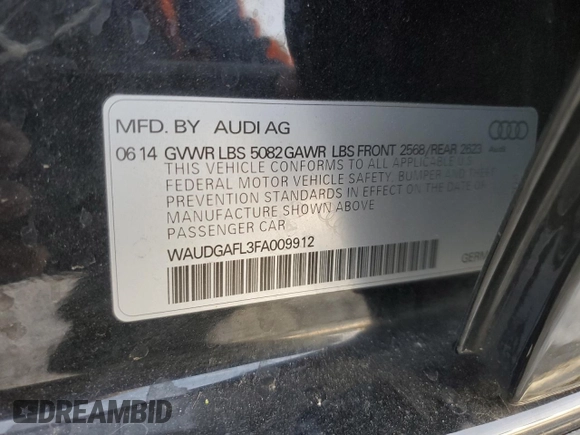 MFD. BY AUDI AG
Audi
06 14 GVWR LBS 5082 GAWR LBS FRONT 2568/REAR 2623
THIS VEHICLE CONFORMS TO ALL APPLICABLE U.S.
FEDERAL MOTOR VEHICLE SAFETY, BUMPER AND THEFT
PREVENTION STANDARDS IN EFFECT ON THE DATE OF
MANUFACTURE SHOWN ABOVE
PASSENGER CAR
WAUDGAFL3FA009912
GERM
DREAMBID